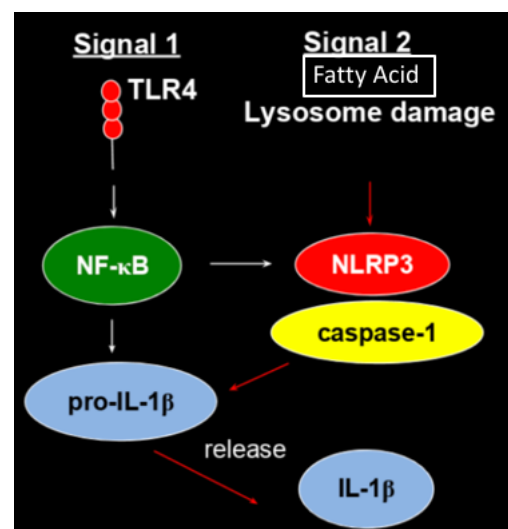 Signal 1
Signal 2
Fatty Acid
TLR4
Lysosome damage
NF-κB
NLRP3
caspase-1
pro-IL-1β
release
IL-1β